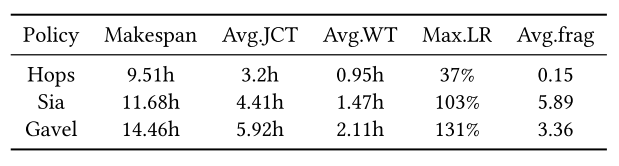 Policy Makespan Avg.JCT Avg.WT Max.LR Avg.frag
Hops 9.51h 3.2h 0.95h 37% 0.15
Sia 11.68h 4.41h 1.47h 103% 5.89
Gavel 14.46h 5.92h 2.11h 131% 3.36